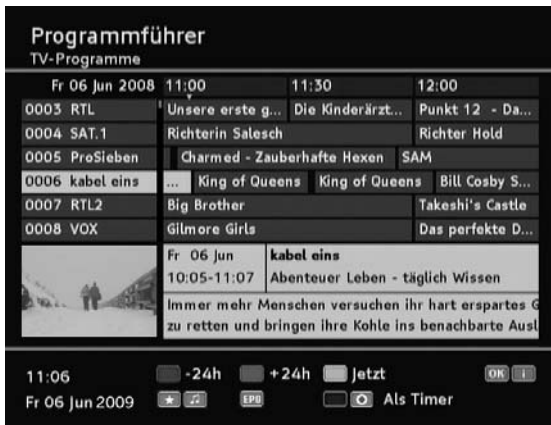 Programmführer
TV-Programme
Fr 06 Jun 2008 11:00 11:30 12:00
0003 RTL Unsere erste g... Die Kinderärzt... Punkt 12 - Da...
0004 SAT.1 Richterin Salesch Richter Hold
0005 ProSieben Charmed - Zauberhafte Hexen SAM
0006 kabel eins ... King of Queens King of Queens Bill Cosby S...
0007 RTL2 Big Brother Takeshi's Castle
0008 VOX Gilmore Girls Das perfekte D...
Fr 06 Jun kabel eins
10:05-11:07 Abenteuer Leben - täglich Wissen
Immer mehr Menschen versuchen ihr hart erspartes G
zu retten und bringen ihre Kohle ins benachbarte Ausl
11:06 -24h +24h Jetzt OK i
Fr 06 Jun 2009 EPG Als Timer